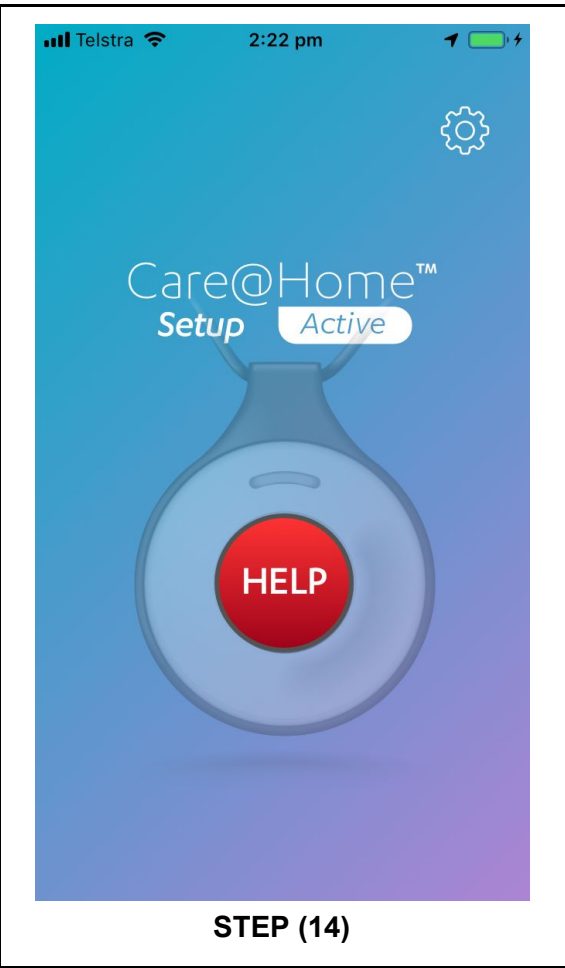 Telstra 2:22 pm
Care@Home™
Setup Active
HELP
STEP (14)